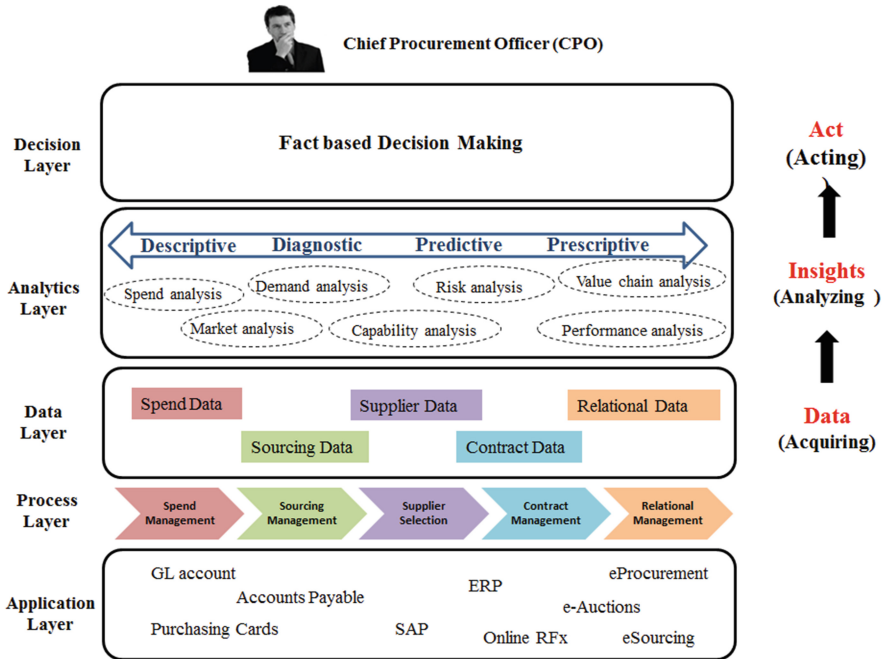 Chief Procurement Officer (CPO)
Decision
Layer
Fact based Decision Making
Act
(Acting)
)
Analytics
Layer
Descriptive Diagnostic Predictive Prescriptive
Spend analysis
Demand analysis
Risk analysis
Value chain analysis
Market analysis
Capability analysis
Performance analysis
Insights
(Analyzing )
Data
Layer
Spend Data
Supplier Data
Relational Data
Sourcing Data
Contract Data
Data
(Acquiring)
Process
Layer
Spend
Management
Sourcing
Management
Supplier
Selection
Contract
Management
Relational
Management
Application
Layer
GL account
Accounts Payable
ERP
eProcurement
e-Auctions
Purchasing Cards
SAP
Online RFx
eSourcing